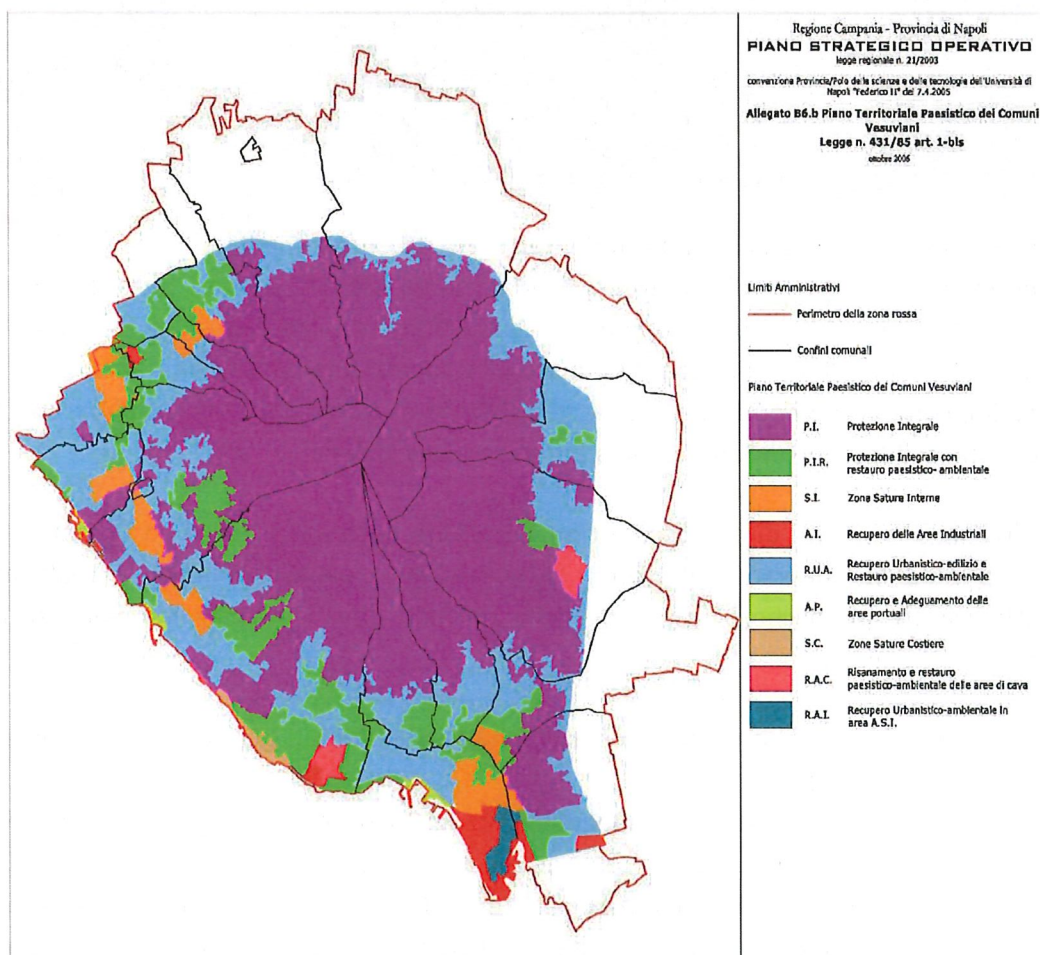 Regione Campania - Provincia di Napoli
PIANO STRATEGICO OPERATIVO
legge regionale n. 21/2003
convenzione Provincia/Polo delle scienze e delle tecnologie dell'Università di
Napoli "Federico II" del 7.4.2005
Allegato B6.b Piano Territoriale Paesistico dei Comuni
Vesuviani
Legge n. 431/85 art. 1-bis
ottobre 2006
Limiti Amministrativi
Perimetro della zona rossa
Confini comunali
Piano Territoriale Paesistico dei Comuni Vesuviani
P.I. Protezione Integrale
P.I.R. Protezione Integrale con
restauro paesistico- ambientale
S.I. Zone Sature Interne
A.I. Recupero delle Aree Industriali
R.U.A. Recupero Urbanistico-edilizio e
Restauro paesistico-ambientale
A.P. Recupero e Adeguamento delle
aree portuali
S.C. Zone Sature Costiere
R.A.C. Risanamento e restauro
paesistico-ambientale delle aree di cava
R.A.I. Recupero Urbanistico-ambientale in
area A.S.I.